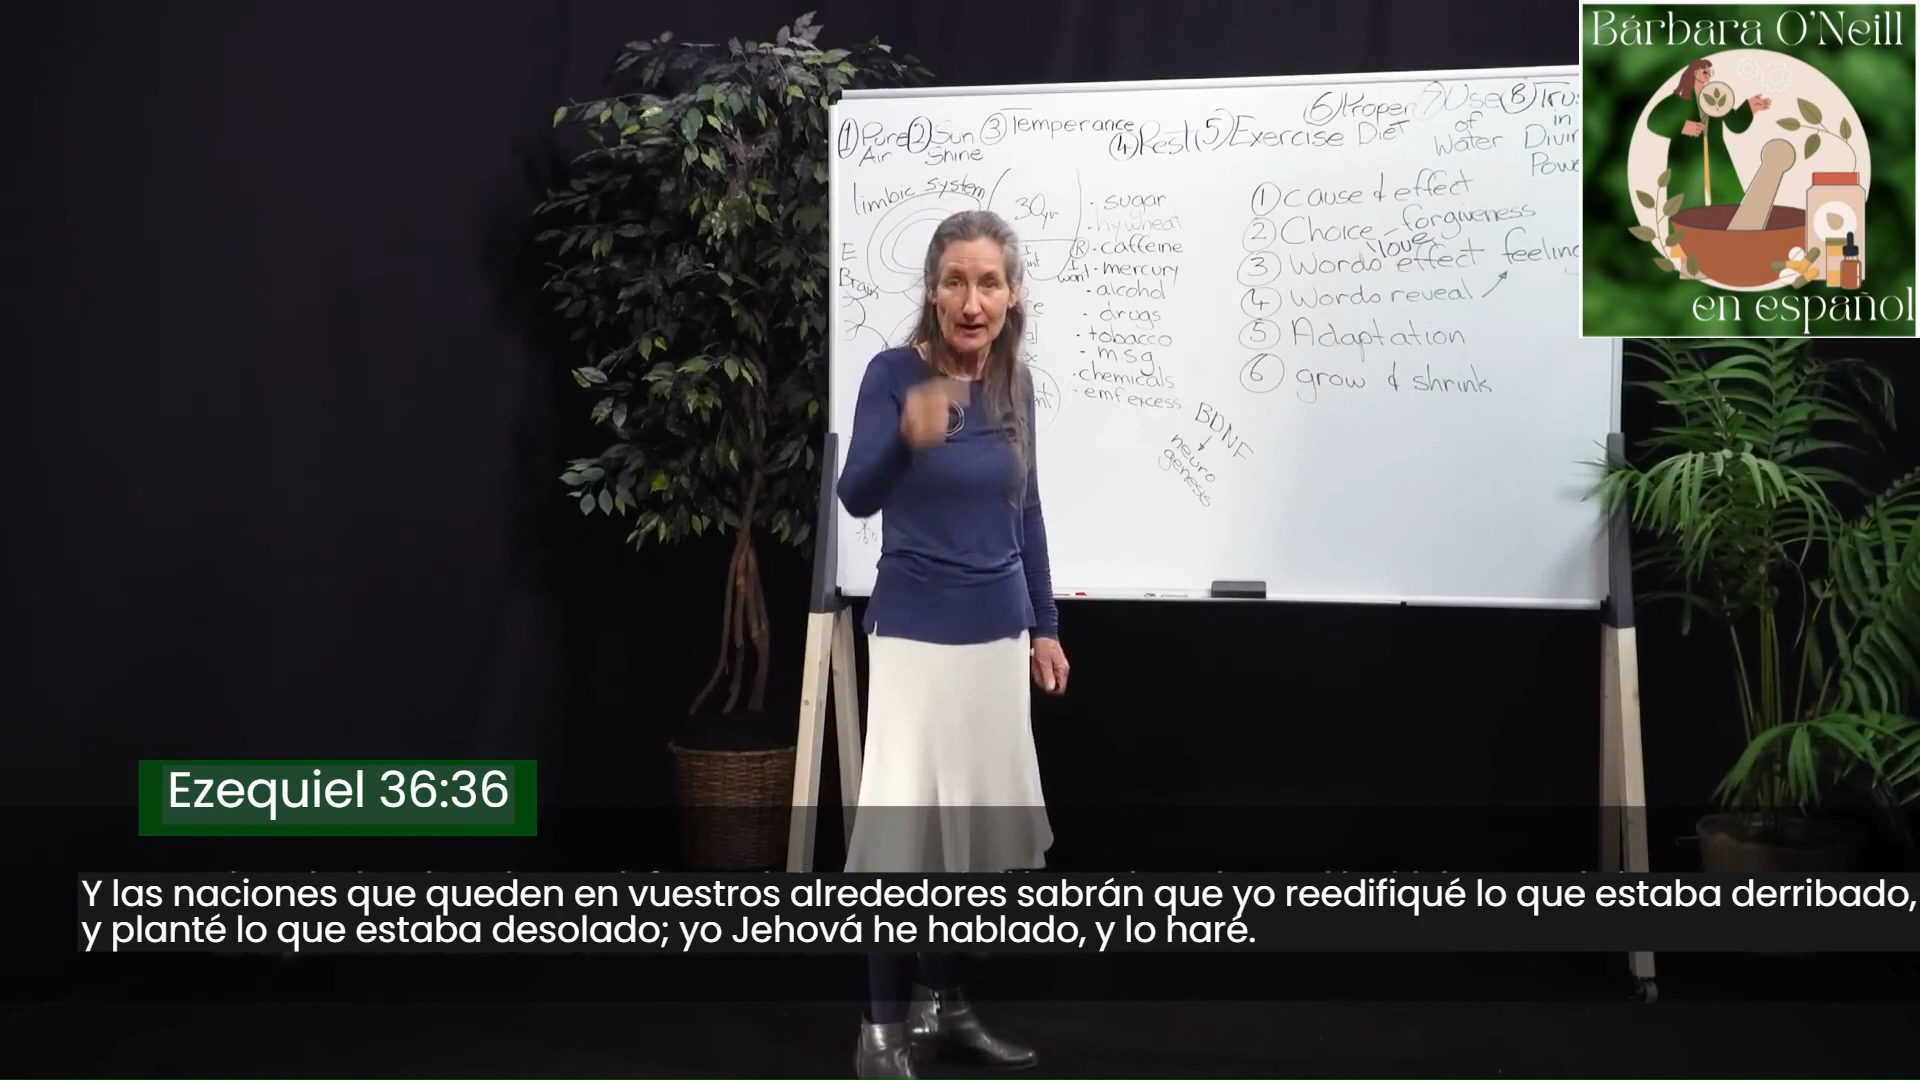 Bárbara O'Neill
en español
① Pure Air
② Sun Shine
③ Temperance
④ Rest
⑤ Exercise
⑥ Proper Diet
⑦ Use of Water
⑧ in
limbic system
30yr
E
Brain
I want
- sugar
- hy wheat
Ⓡ - caffeine
- mercury
- alcohol
- drugs
- tobacco
- m.s.g
- chemicals
- emf excess
BDNF
neuro
genesis
① cause & effect
② Choice - forgiveness
love
③ Words effect feeling
④ Words reveal
⑤ Adaptation
⑥ grow & shrink
Ezequiel 36:36
Y las naciones que queden en vuestros alrededores sabrán que yo reedifiqué lo que estaba derribado,
y planté lo que estaba desolado; yo Jehová he hablado, y lo haré.